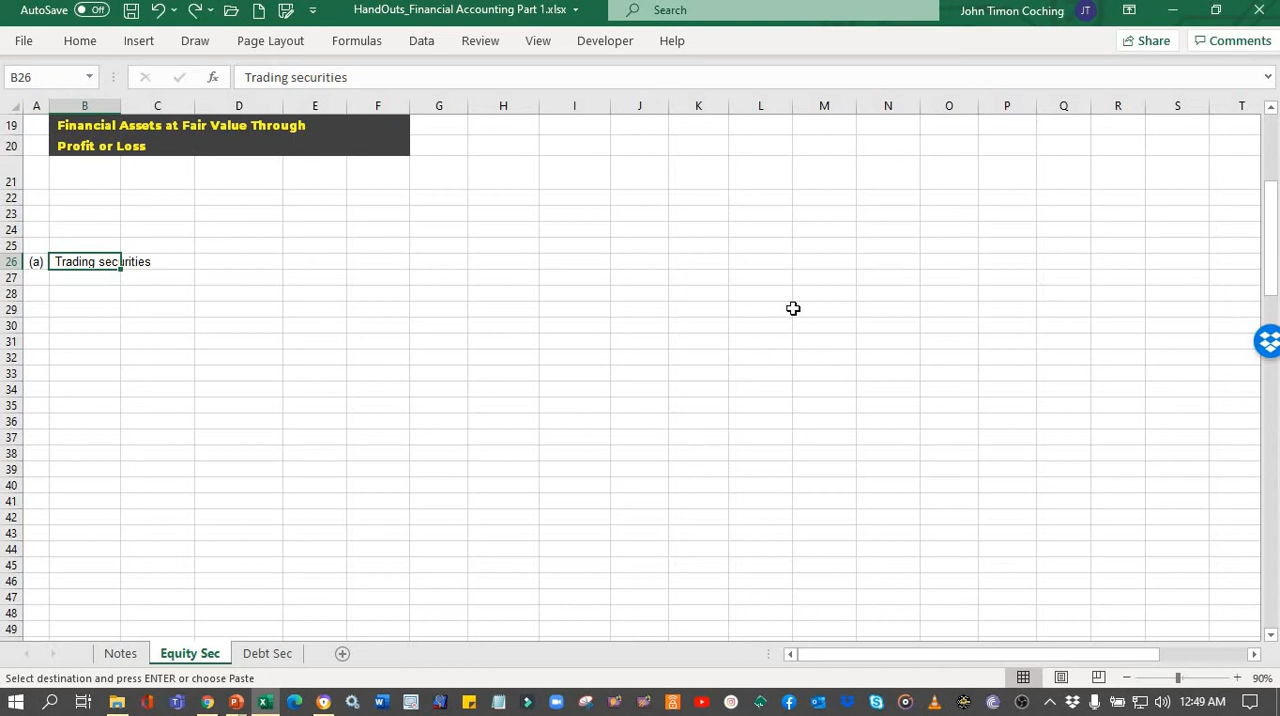 AutoSave Off HandOuts_Financial Accounting Part 1.xlsx Search John Timon Coching JT
File Home Insert Draw Page Layout Formulas Data Review View Developer Help Share Comments
B26 fx Trading securities
A B C D E F G H I J K L M N O P Q R S T
19 Financial Assets at Fair Value Through
20 Profit or Loss
21
22
23
24
25
26 (a) Trading securities
27
28
29
30
31
32
33
34
35
36
37
38
39
40
41
42
43
44
45
46
47
48
49
Notes Equity Sec Debt Sec
Select destination and press ENTER or choose Paste 90%
12:49 AM